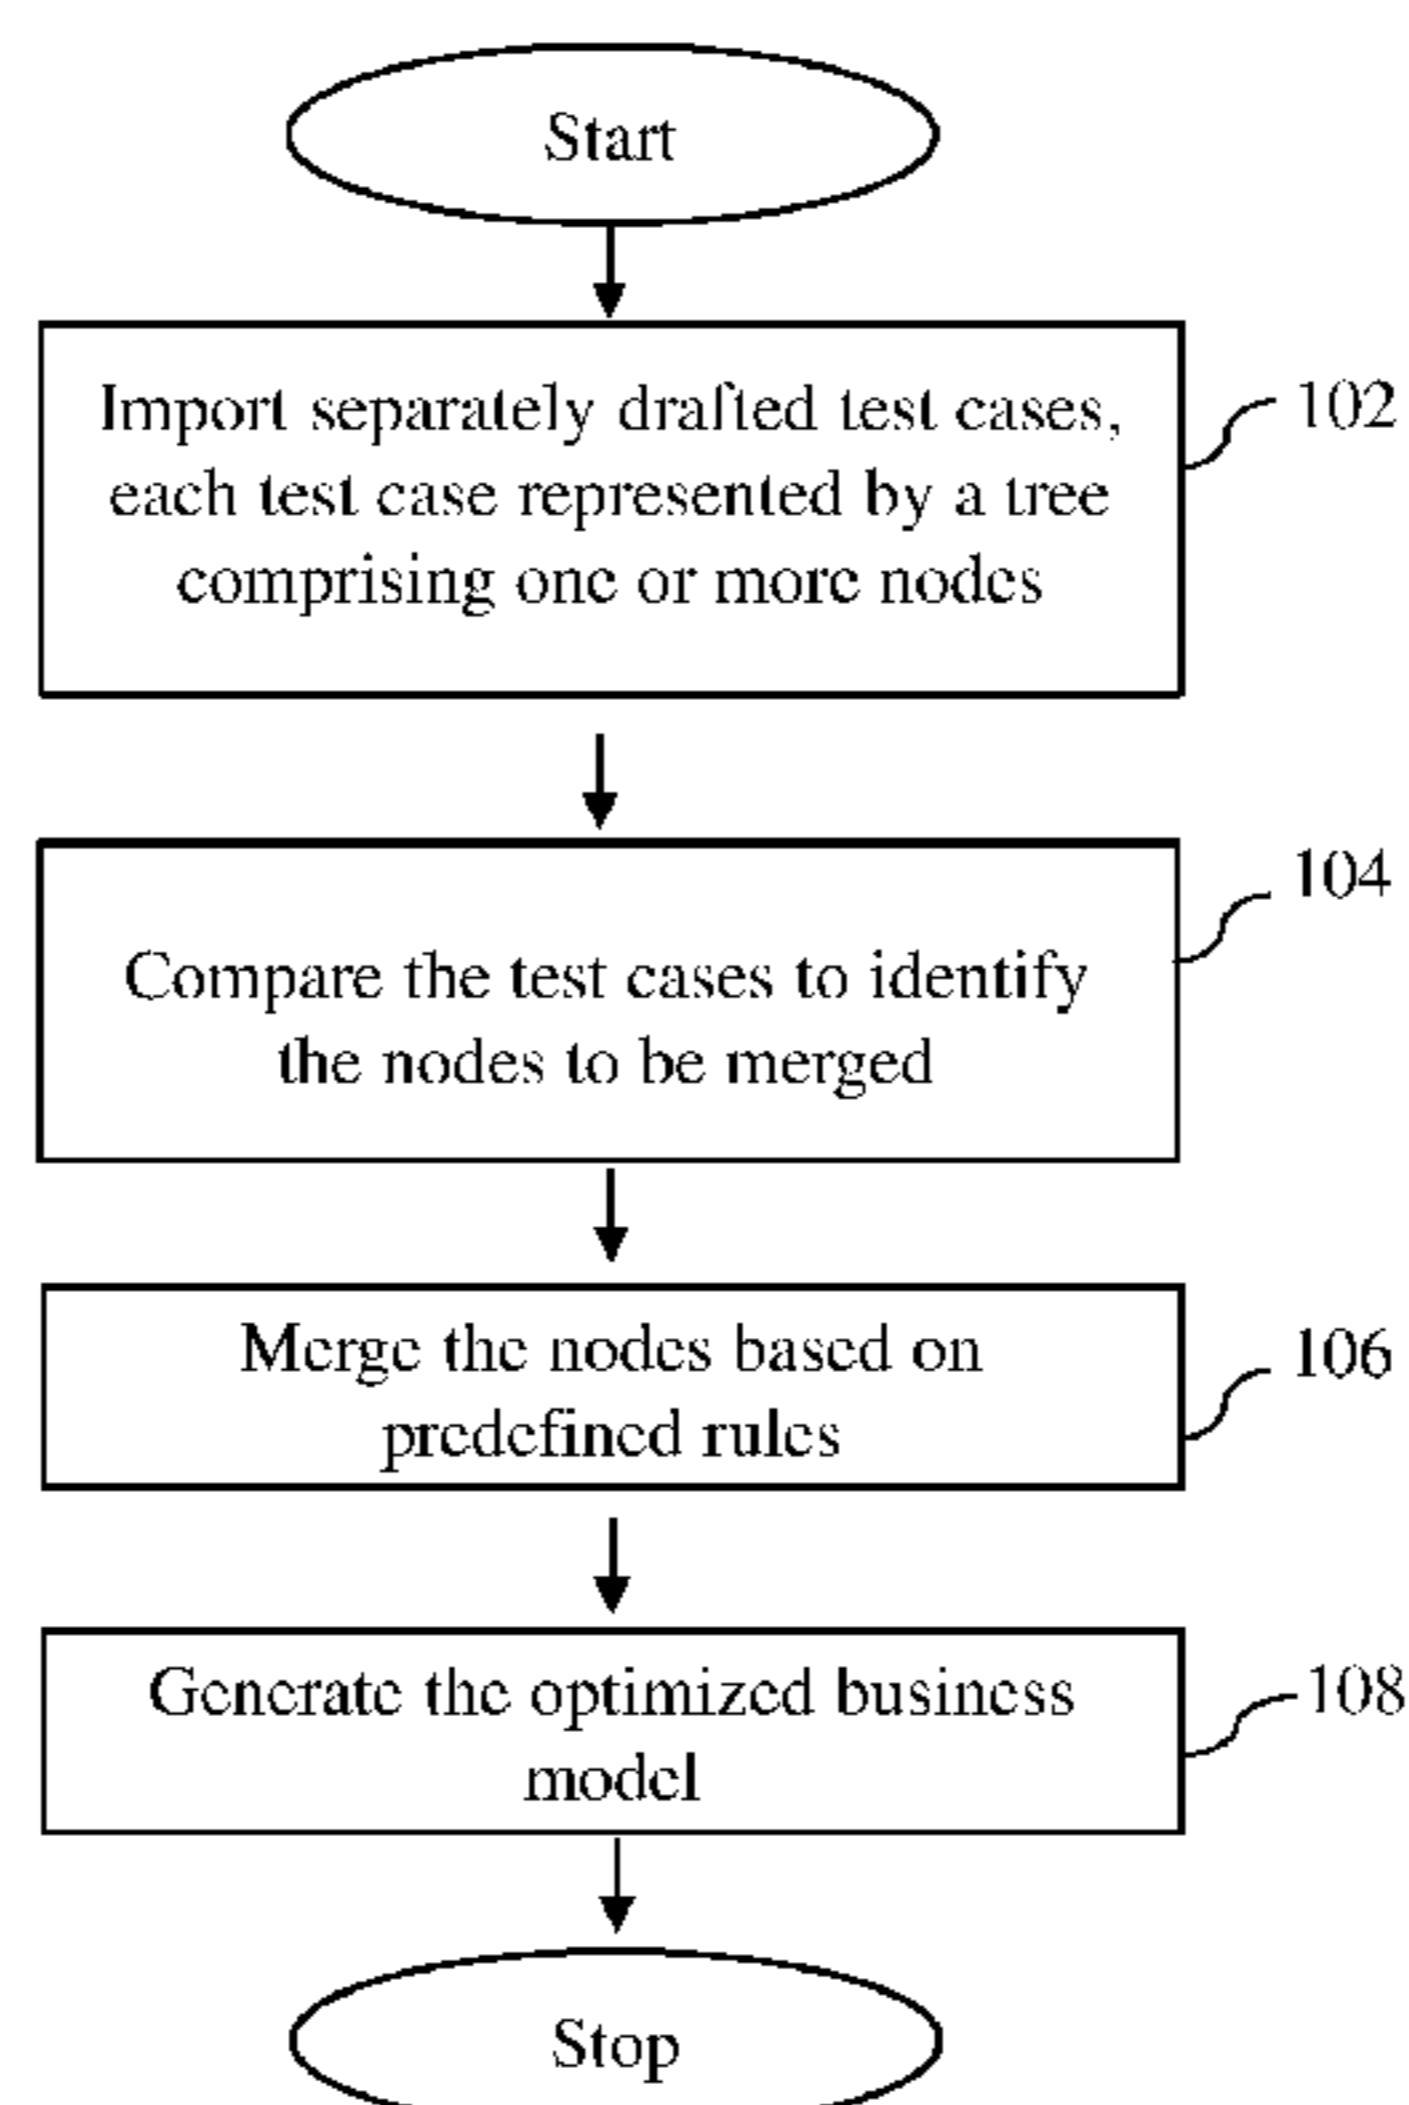 Start
Import separately drafted test cases,
each test case represented by a tree
comprising one or more nodes
102
104
Compare the test cases to identify
the nodes to be merged
Merge the nodes based on
predefined rules
106
Generate the optimized business
model
108
Stop